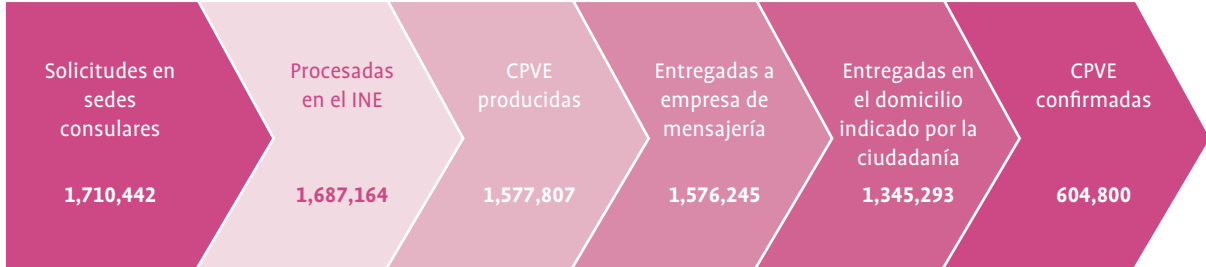 Solicitudes en
sedes
consulares
1,710,442
Procesadas
en el INE
1,687,164
CPVE
producidas
1,577,807
Entregadas a
empresa de
mensajería
1,576,245
Entregadas en
el domicilio
indicado por la
ciudadanía
1,345,293
CPVE
confirmadas
604,800